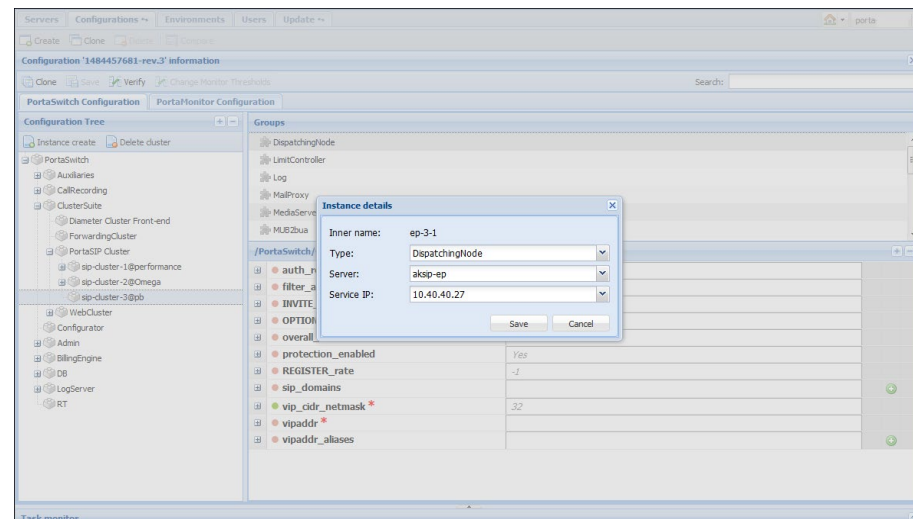 Servers Configurations Environments Users Update porta
Create Clone Delete Compare
Configuration '1484457681-rev.3' information
Clone Save Verify Change Monitor Thresholds Search:
PortaSwitch Configuration PortaMonitor Configuration
Configuration Tree
Instance create Delete cluster
PortaSwitch
Auxiliaries
CallRecording
ClusterSuite
Diameter Cluster Front-end
ForwardingCluster
PortaSIP Cluster
sip-cluster-1@performance
sip-cluster-2@Omega
sip-cluster-3@pb
WebCluster
Configurator
Admin
BillingEngine
DB
LogServer
RT
Groups
DispatchingNode
LimitController
Log
MailProxy
MediaServe
MUB2bua
/PortaSwitch/
auth_r
filter_a
INVITE_
OPTION
overall_
protection_enabled Yes
REGISTER_rate -1
sip_domains
vip_cidr_netmask * 32
vipaddr *
vipaddr_aliases
Instance details
Inner name: ep-3-1
Type: DispatchingNode
Server: aksip-ep
Service IP: 10.40.40.27
Save Cancel
Task monitor